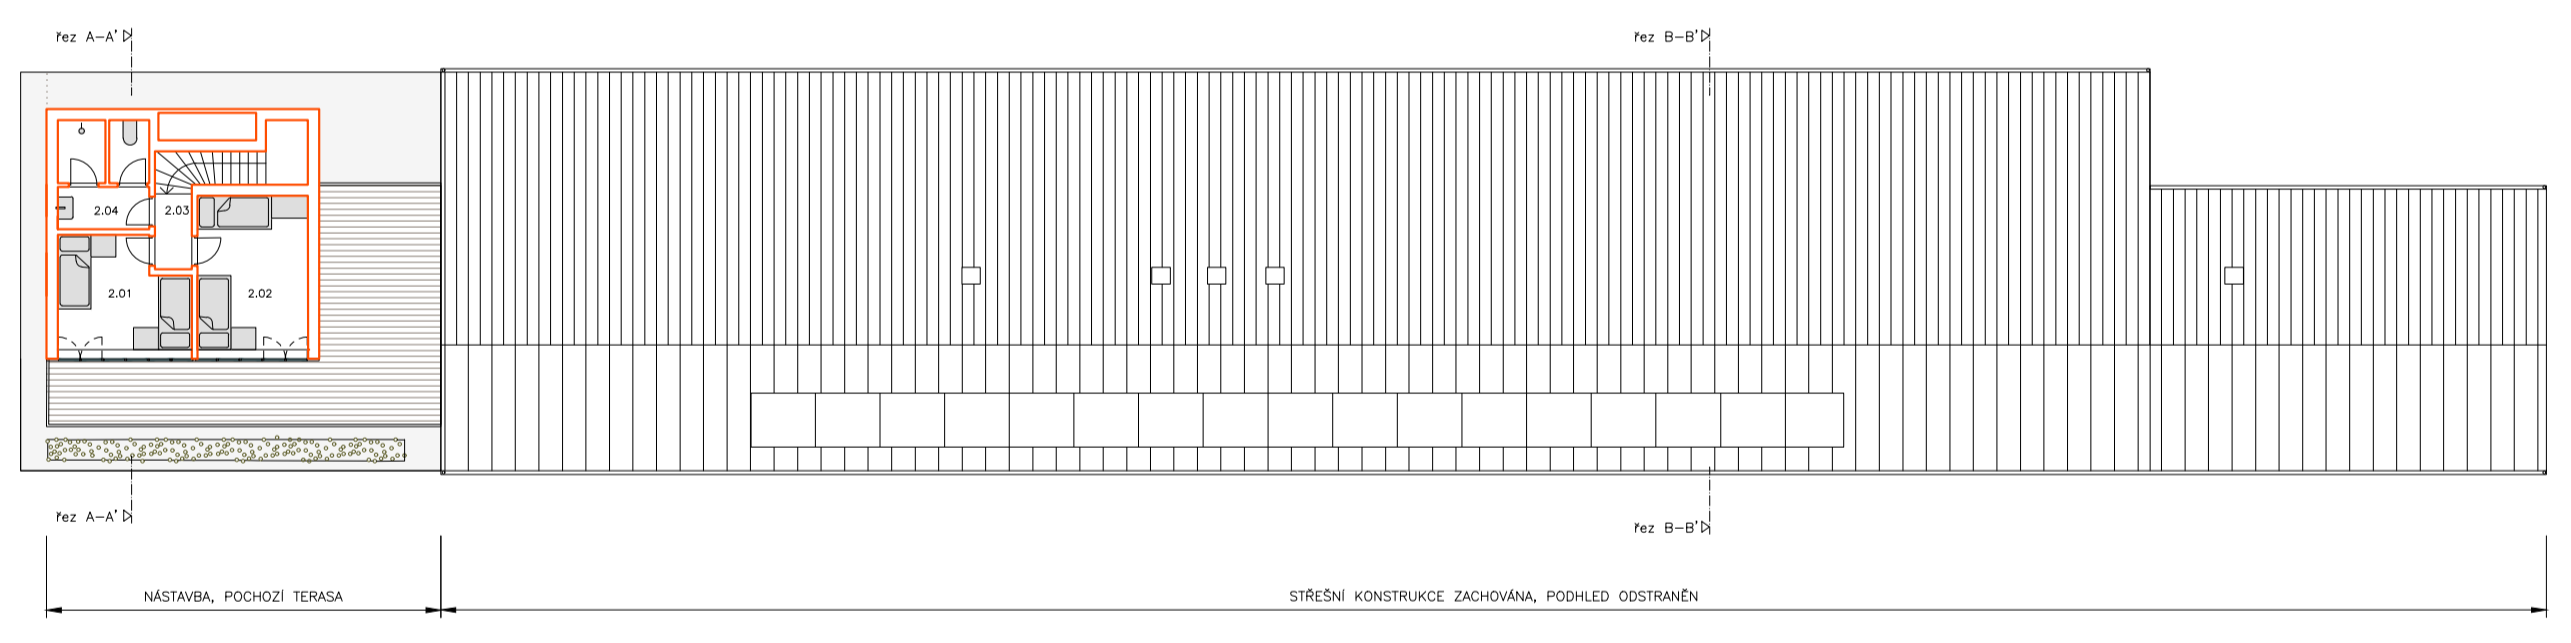 řez A–A'
řez B–B'
2.04
2.03
2.01
2.02
řez A–A'
řez B–B'
NÁSTAVBA, POCHOZÍ TERASA
STŘEŠNÍ KONSTRUKCE ZACHOVÁNA, PODHLED ODSTRANĚN